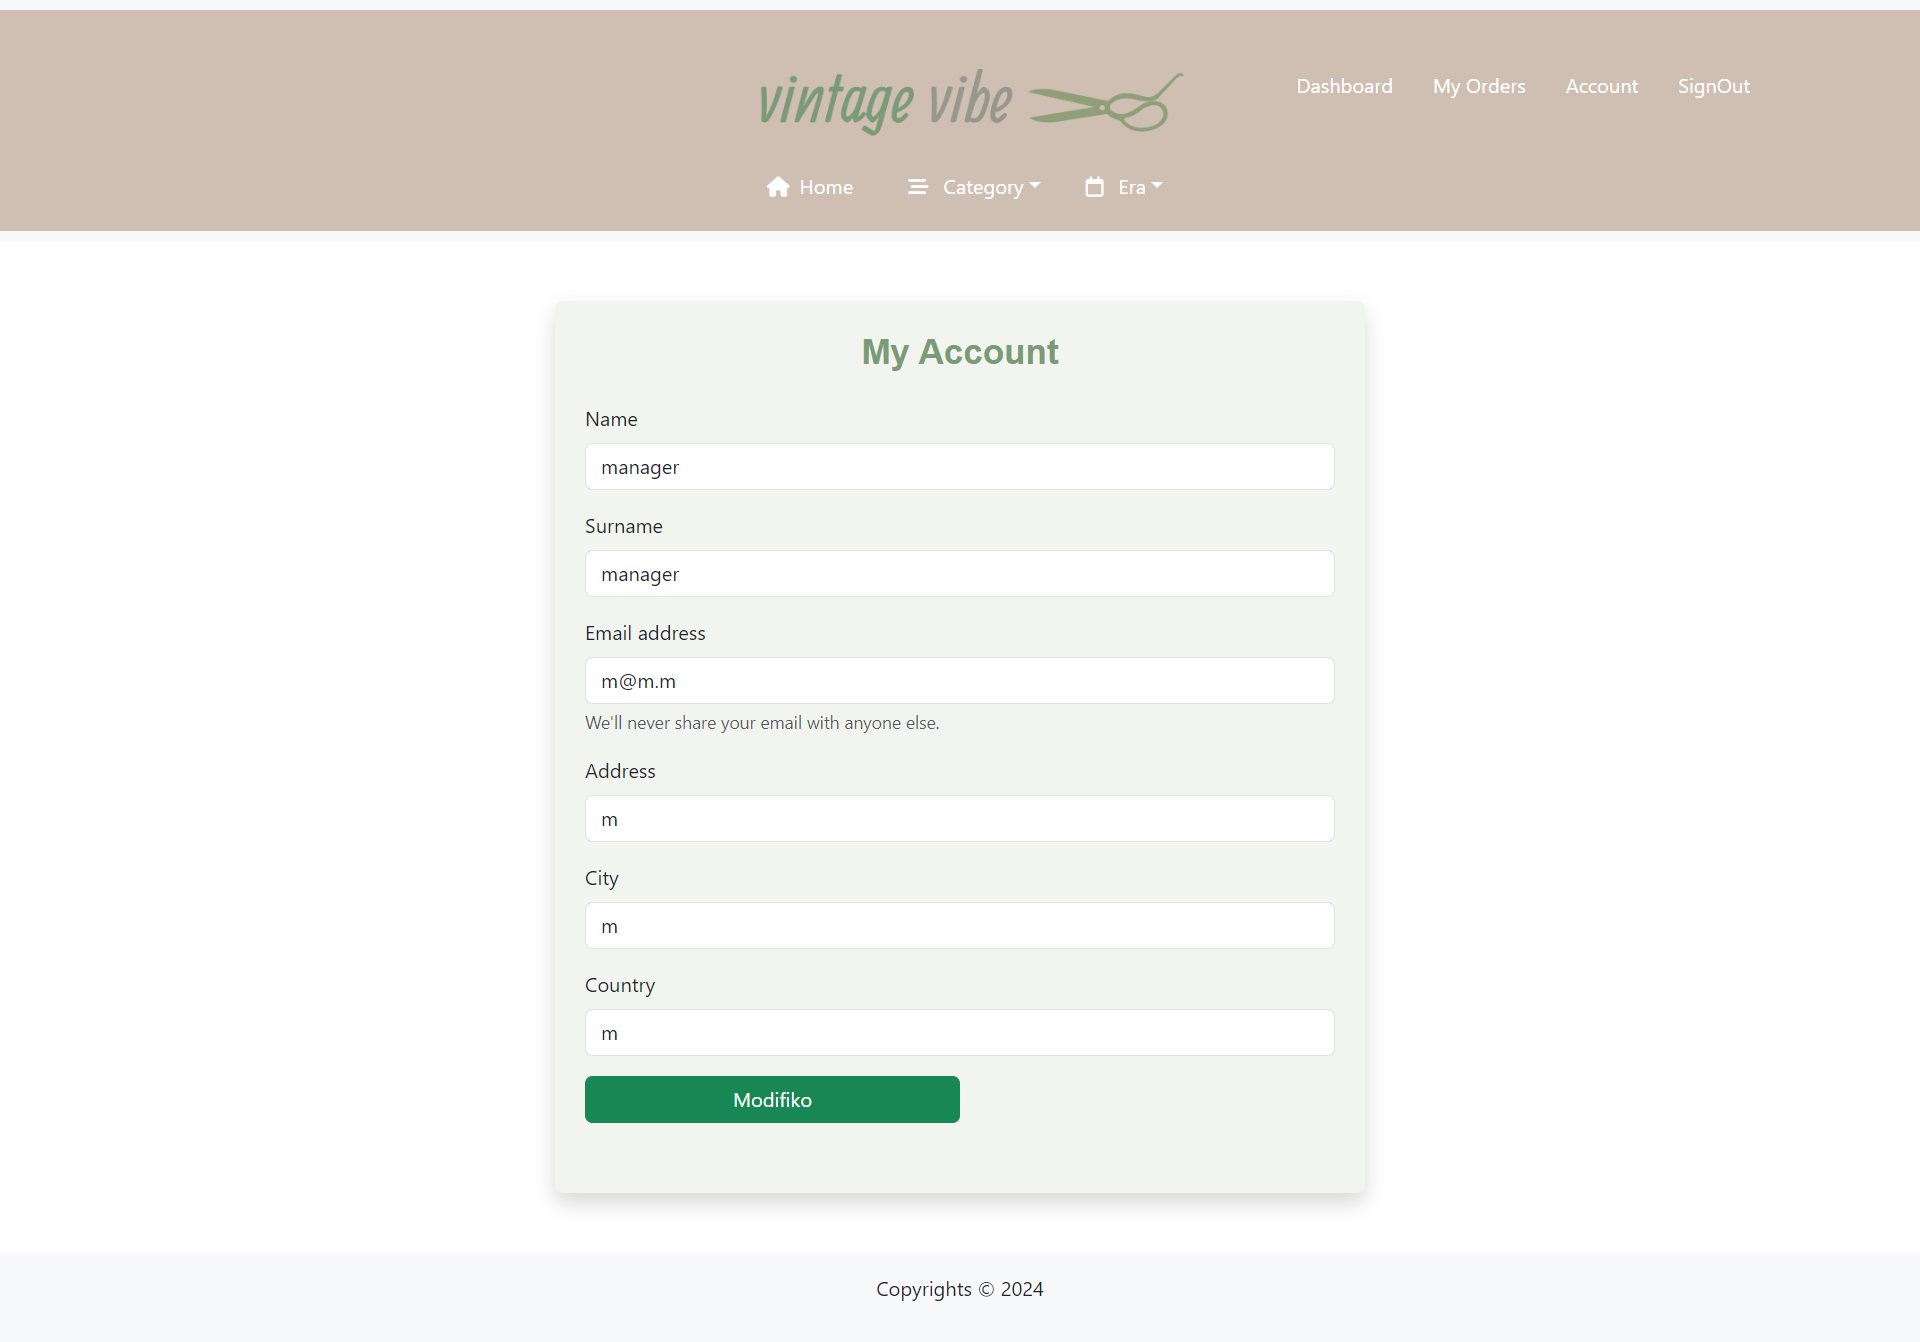 vintage vibe
Dashboard My Orders Account SignOut
Home Category Era
My Account
Name
manager
Surname
manager
Email address
m@m.m
We'll never share your email with anyone else.
Address
m
City
m
Country
m
Modifiko
Copyrights © 2024